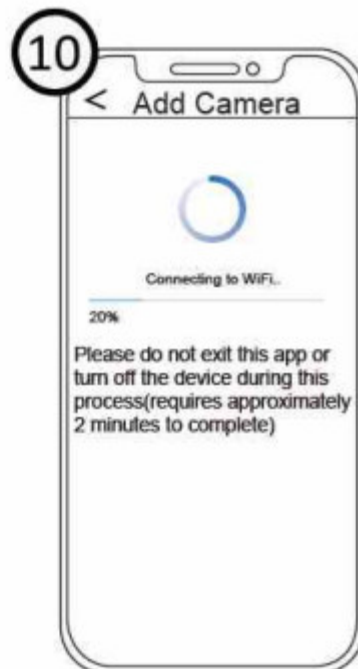 10
< Add Camera
Connecting to WiFi..
20%
Please do not exit this app or
turn off the device during this
process(requires approximately
2 minutes to complete)